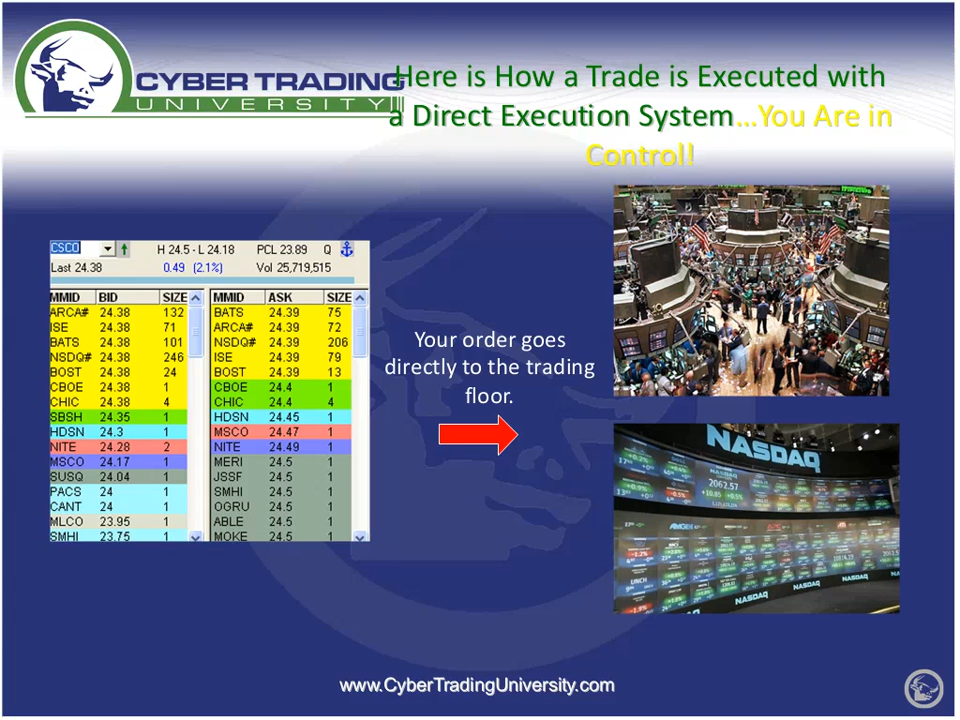 CYBER TRADING
UNIVERSITY
Here is How a Trade is Executed with
a Direct Execution System...You Are in
Control!
CSCO H 24.5 - L 24.18 PCL 23.89 Q
Last 24.38 0.49 (2.1%) Vol 25,719,515
MMID BID SIZE MMID ASK SIZE
ARCA# 24.38 132 BATS 24.39 75
ISE 24.38 71 ARCA# 24.39 72
BATS 24.38 101 NSDQ# 24.39 206
NSDQ# 24.38 246 ISE 24.39 79
BOST 24.38 24 BOST 24.39 13
CBOE 24.38 1 CBOE 24.4 1
CHIC 24.38 4 CHIC 24.4 4
SBSH 24.35 1 HDSN 24.45 1
HDSN 24.3 1 MSCO 24.47 1
NITE 24.28 2 NITE 24.49 1
MSCO 24.17 1 MERI 24.5 1
SUSQ 24.04 1 JSSF 24.5 1
PACS 24 1 SMHI 24.5 1
CANT 24 1 OGRU 24.5 1
MLCO 23.95 1 ABLE 24.5 1
SMHI 23.75 1 MOKE 24.5 1
Your order goes
directly to the trading
floor.
NASDAQ
NASDAQ
2062.57
NASDAQ
NASDAQ
NASDAQ
www.CyberTradingUniversity.com